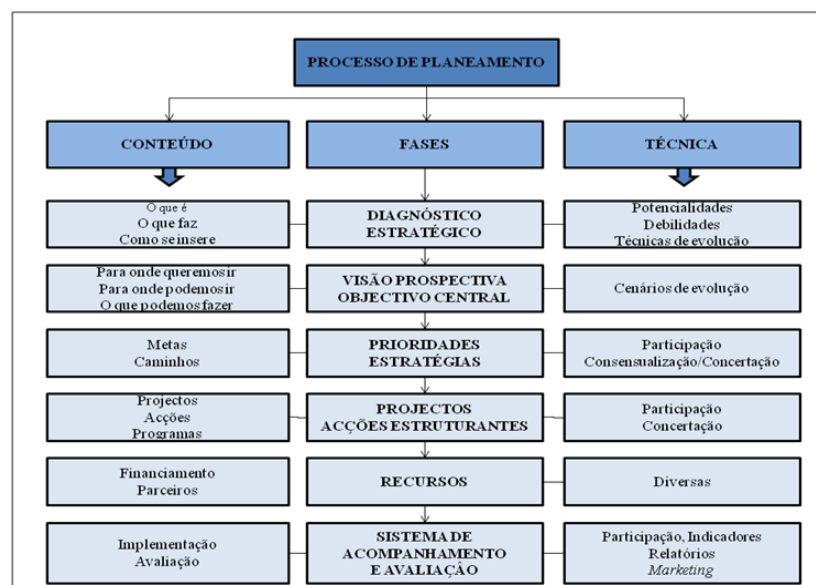 PROCESSO DE PLANEAMENTO
CONTEÚDO
FASES
TÉCNICA
O que é
O que faz
Como se insere
DIAGNÓSTICO
ESTRATÉGICO
Potencialidades
Debilidades
Técnicas de evolução
Para onde queremos ir
Para onde podemos ir
O que podemos fazer
VISÃO PROSPECTIVA
OBJECTIVO CENTRAL
Cenários de evolução
Metas
Caminhos
PRIORIDADES
ESTRATÉGIAS
Participação
Consensualização/Concertação
Projectos
Acções
Programas
PROJECTOS
ACÇÕES ESTRUTURANTES
Participação
Concertação
Financiamento
Parceiros
RECURSOS
Diversas
Implementação
Avaliação
SISTEMA DE
ACOMPANHAMENTO
E AVALIAÇÃO
Participação, Indicadores
Relatórios
Marketing